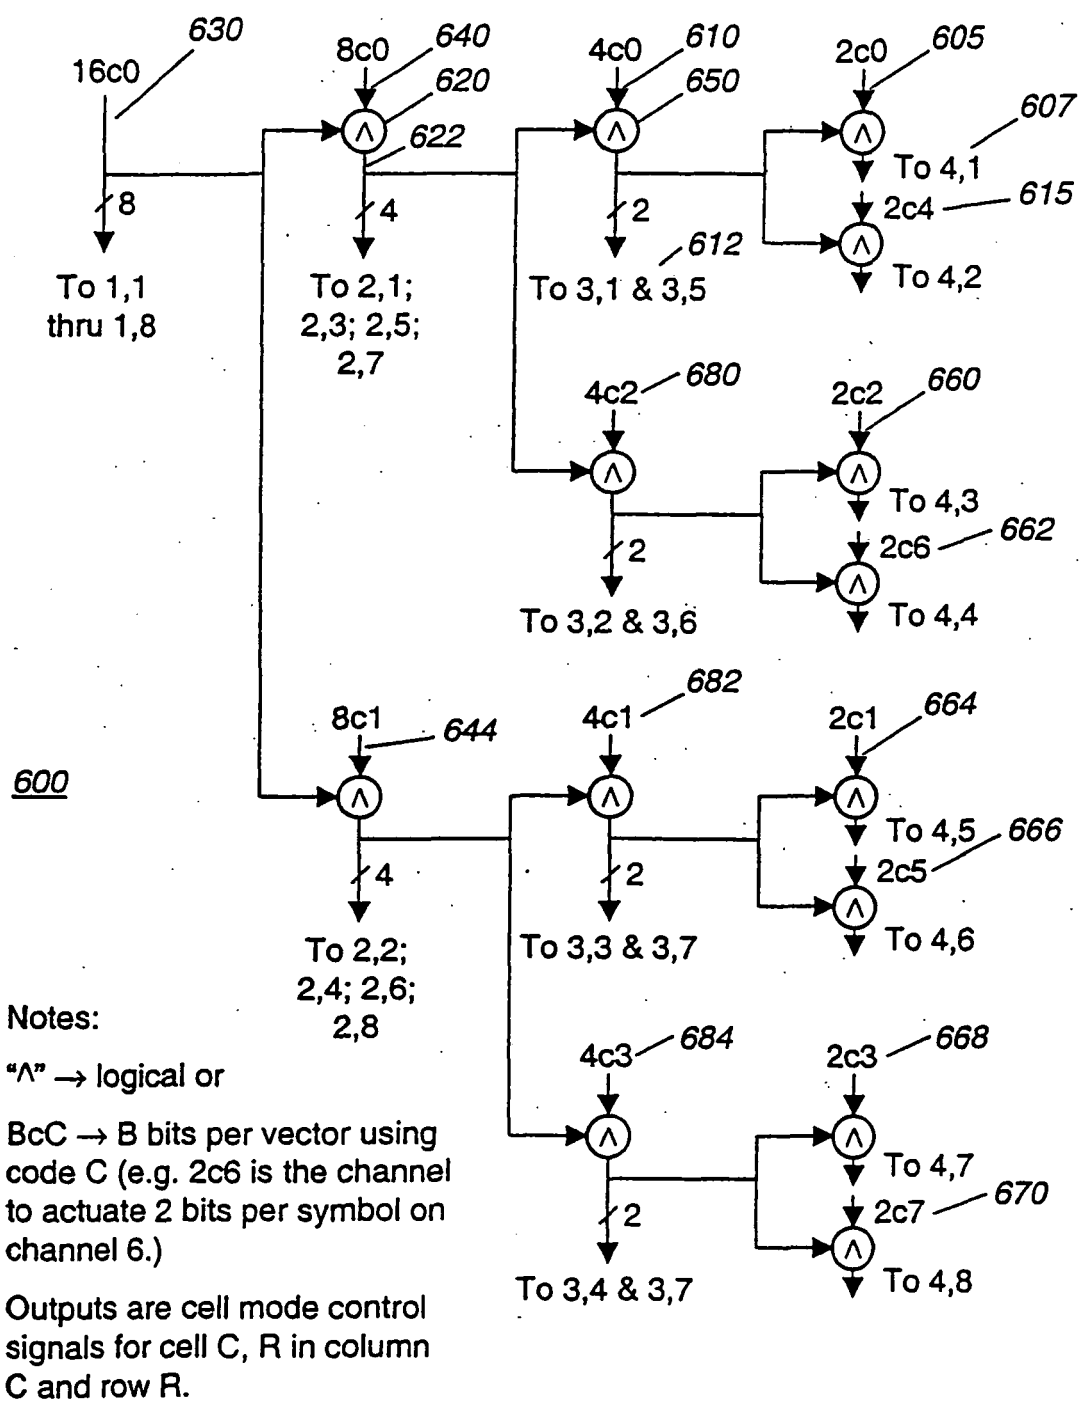 630
16c0
8
To 1,1
thru 1,8
8c0
640
620
622
4
To 2,1;
2,3; 2,5;
2,7
4c0
610
650
2
612
To 3,1 & 3,5
2c0
605
607
To 4,1
2c4
615
To 4,2
4c2
680
2
To 3,2 & 3,6
2c2
660
To 4,3
2c6
662
To 4,4
600
8c1
644
4
To 2,2;
2,4; 2,6;
2,8
4c1
682
2
To 3,3 & 3,7
2c1
664
To 4,5
2c5
666
To 4,6
4c3
684
2
To 3,4 & 3,7
2c3
668
To 4,7
2c7
670
To 4,8
Notes:
“Λ” → logical or
BcC → B bits per vector using
code C (e.g. 2c6 is the channel
to actuate 2 bits per symbol on
channel 6.)
Outputs are cell mode control
signals for cell C, R in column
C and row R.